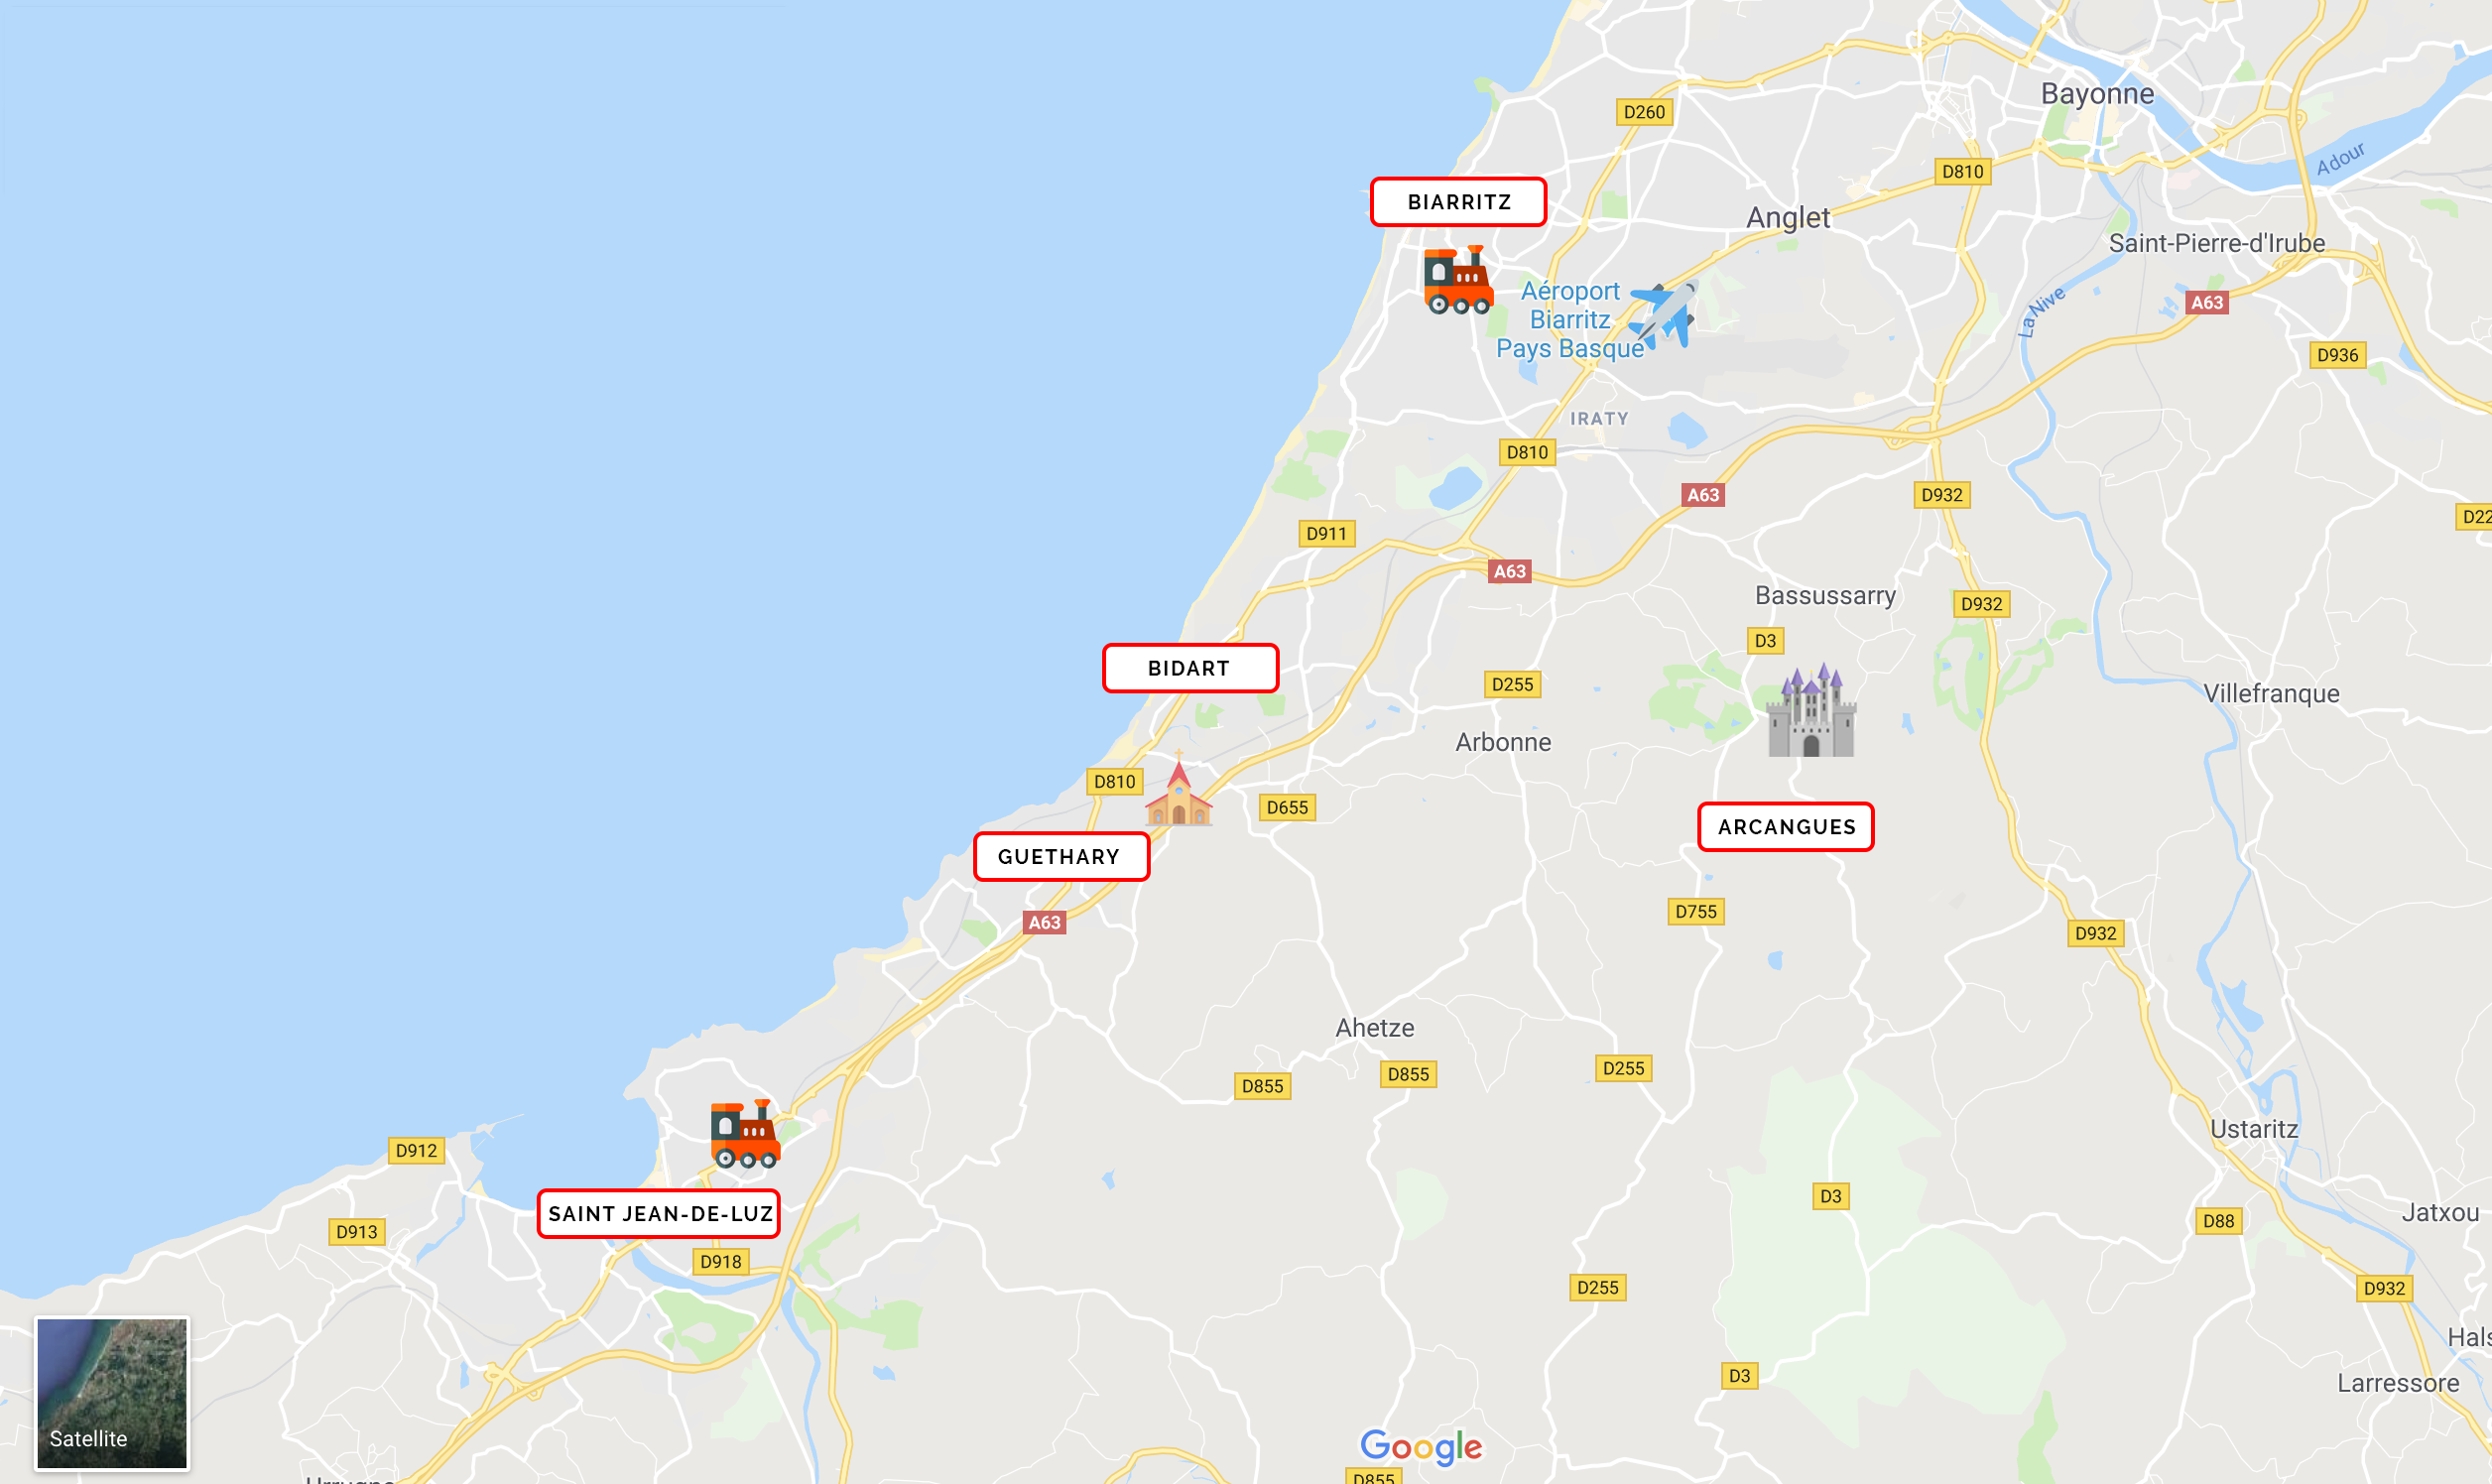 Bayonne
D260
Adour
D810
BIARRITZ
Anglet
Saint-Pierre-d'Irube
Aéroport
Biarritz
Pays Basque
La Nive
A63
D936
IRATY
D810
A63
D932
D22
D911
A63
Bassussarry
D932
D3
BIDART
D255
Villefranque
Arbonne
D810
D655
ARCANGUES
GUETHARY
D755
A63
D932
Ahetze
D255
D855
D855
Ustaritz
D912
D3
SAINT JEAN-DE-LUZ
Jatxou
D88
D913
D918
D255
D932
Hals
D3
Larressore
Satellite
Google
D855